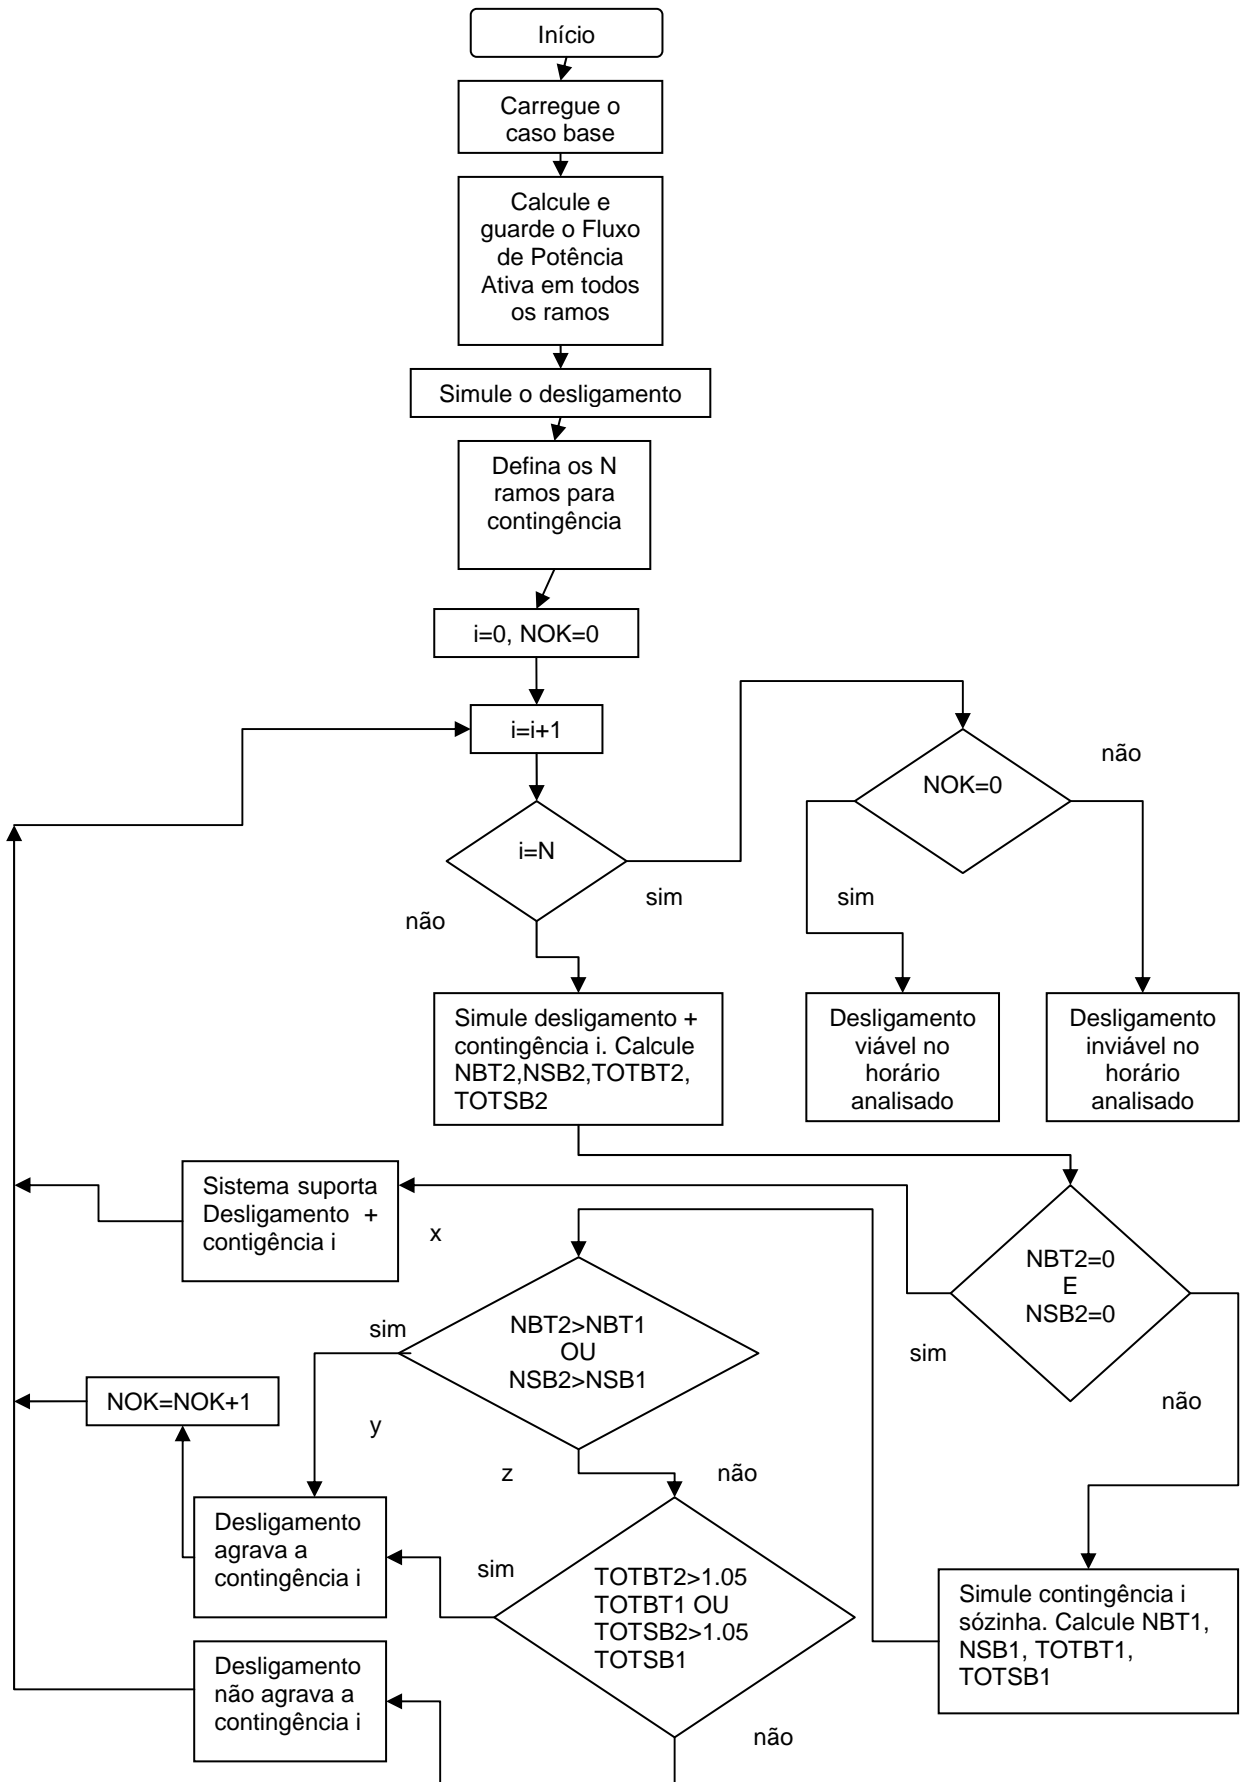 Início
Carregue o
caso base
Calcule e
guarde o Fluxo
de Potência
Ativa em todos
os ramos
Simule o desligamento
Defina os N
ramos para
contingência
i=0, NOK=0
i=i+1
i=N
sim
não
NOK=0
não
sim
Desligamento
viável no
horário
analisado
Desligamento
inviável no
horário
analisado
Simule desligamento +
contingência i. Calcule
NBT2,NSB2,TOTBT2,
TOTSB2
Sistema suporta
Desligamento +
contigência i
x
NBT2=0
E
NSB2=0
sim
não
NBT2>NBT1
OU
NSB2>NSB1
sim
y
z
não
NOK=NOK+1
Desligamento
agrava a
contingência i
sim
TOTBT2>1.05
TOTBT1 OU
TOTSB2>1.05
TOTSB1
não
Simule contingência i
sózinha. Calcule NBT1,
NSB1, TOTBT1,
TOTSB1
Desligamento
não agrava a
contingência i